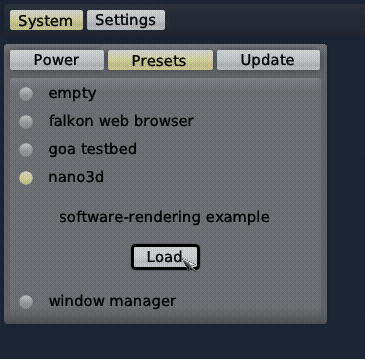 System Settings
Power Presets Update
empty
falkon web browser
goa testbed
nano3d
software-rendering example
Load
window manager